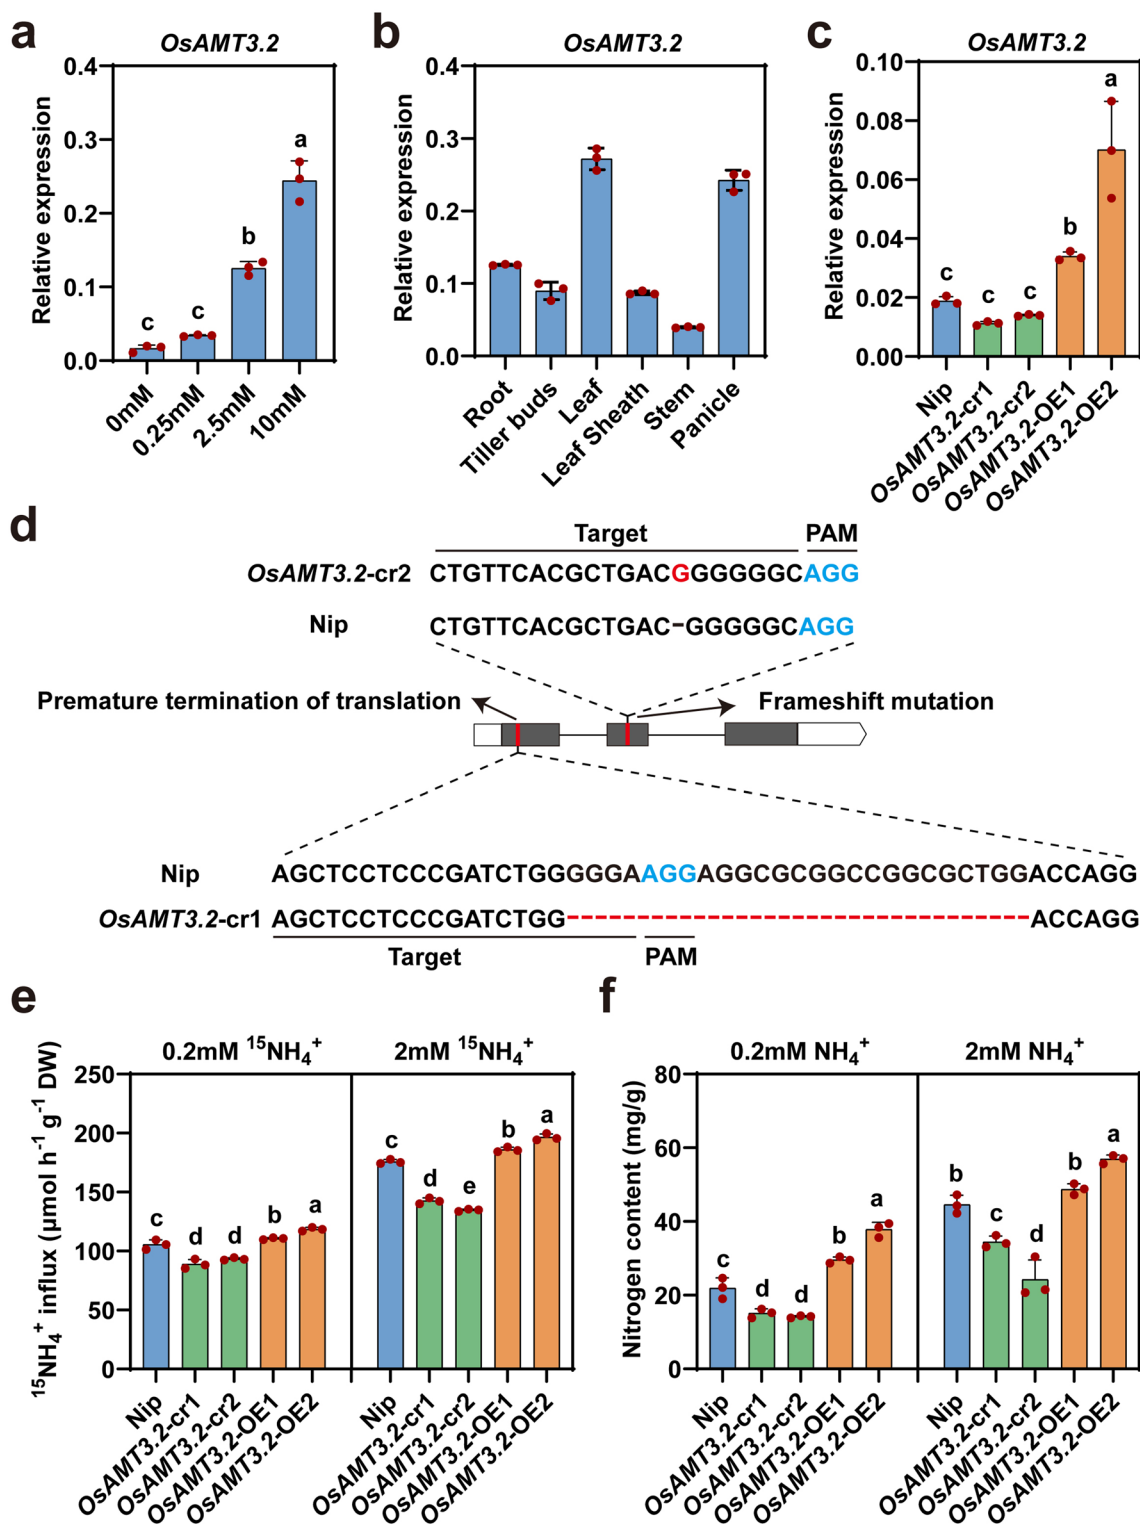 a
OsAMT3.2
Relative expression
0.4
0.3
0.2
0.1
0.0
c
c
b
a
0mM
0.25mM
2.5mM
10mM
b
OsAMT3.2
Relative expression
0.4
0.3
0.2
0.1
0.0
Root
Tiller buds
Leaf
Leaf Sheath
Stem
Panicle
c
OsAMT3.2
Relative expression
0.10
0.08
0.06
0.04
0.02
0.00
c
c
c
b
a
Nip
OsAMT3.2-cr1
OsAMT3.2-cr2
OsAMT3.2-OE1
OsAMT3.2-OE2
d
Target PAM
OsAMT3.2-cr2 CTGTTCACGCTGACGGGGGGCAGG
Nip CTGTTCACGCTGAC-GGGGGCAGG
Premature termination of translation
Frameshift mutation
Nip AGCTCCTCCCGATCTGGGGGAAGGAGGCGCGGCCGGCGCTGGACCAGG
OsAMT3.2-cr1 AGCTCCTCCCGATCTGG--------------------------ACCAGG
Target PAM
e
0.2mM ¹⁵NH₄⁺ 2mM ¹⁵NH₄⁺
¹⁵NH₄⁺ influx (μmol h⁻¹ g⁻¹ DW)
250
200
150
100
50
0
c
d
d
b
a
c
d
e
b
a
Nip
OsAMT3.2-cr1
OsAMT3.2-cr2
OsAMT3.2-OE1
OsAMT3.2-OE2
Nip
OsAMT3.2-cr1
OsAMT3.2-cr2
OsAMT3.2-OE1
OsAMT3.2-OE2
f
0.2mM NH₄⁺ 2mM NH₄⁺
Nitrogen content (mg/g)
80
60
40
20
0
c
d
d
b
a
b
c
d
b
a
Nip
OsAMT3.2-cr1
OsAMT3.2-cr2
OsAMT3.2-OE1
OsAMT3.2-OE2
Nip
OsAMT3.2-cr1
OsAMT3.2-cr2
OsAMT3.2-OE1
OsAMT3.2-OE2